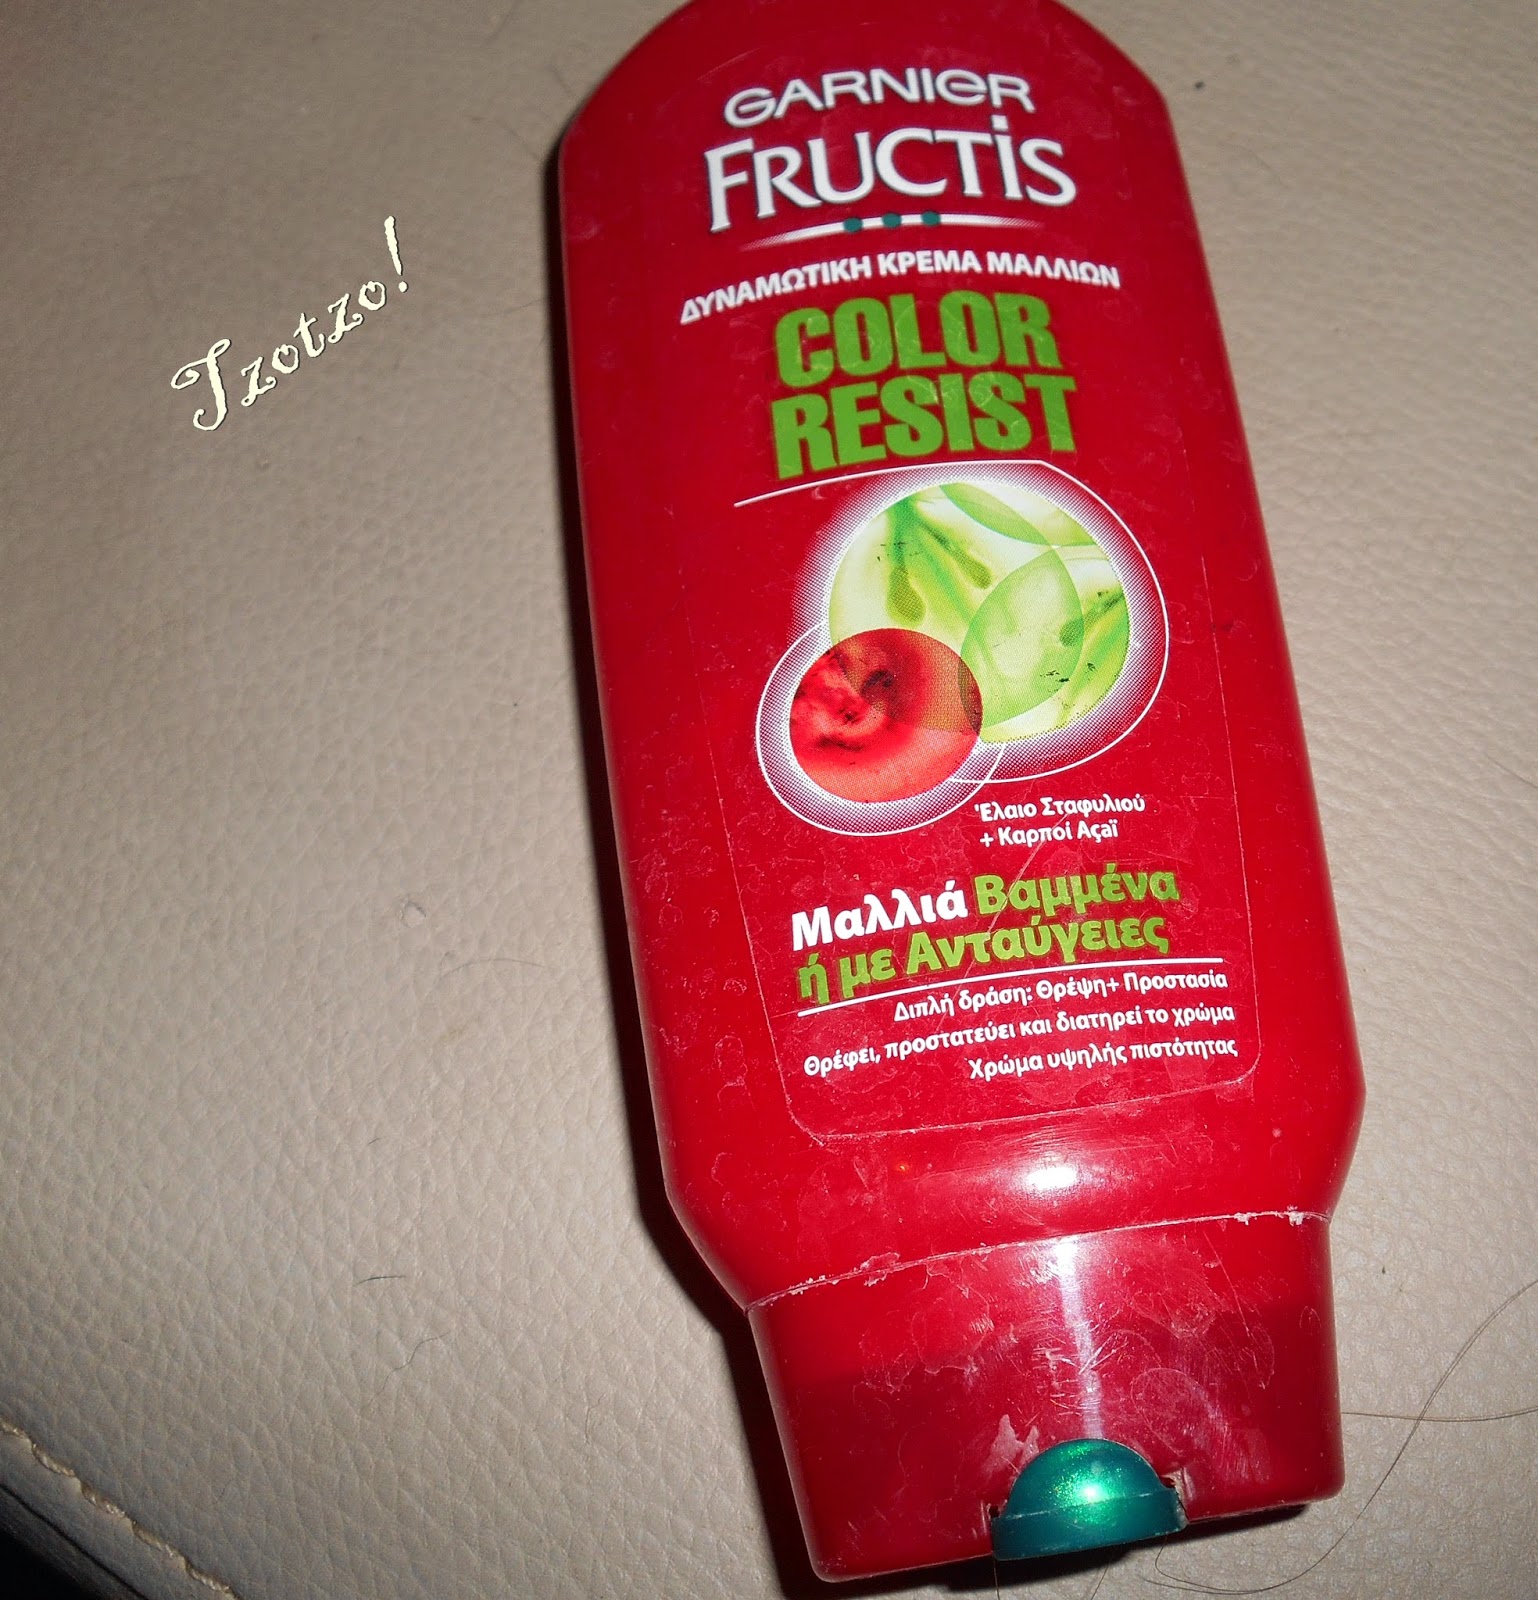 GARNIER
FRUCTIS
ΔΥΝΑΜΩΤΙΚΗ ΚΡΕΜΑ ΜΑΛΛΙΩΝ
COLOR
RESIST
Tzotzo!
Έλαιο Σταφυλιού
+ Καρποί Açaï
Μαλλιά Βαμμένα
ή με Ανταύγειες
Διπλή δράση: Θρέψη+ Προστασία
Θρέφει, προστατεύει και διατηρεί το χρώμα
Χρώμα υψηλής πιστότητας